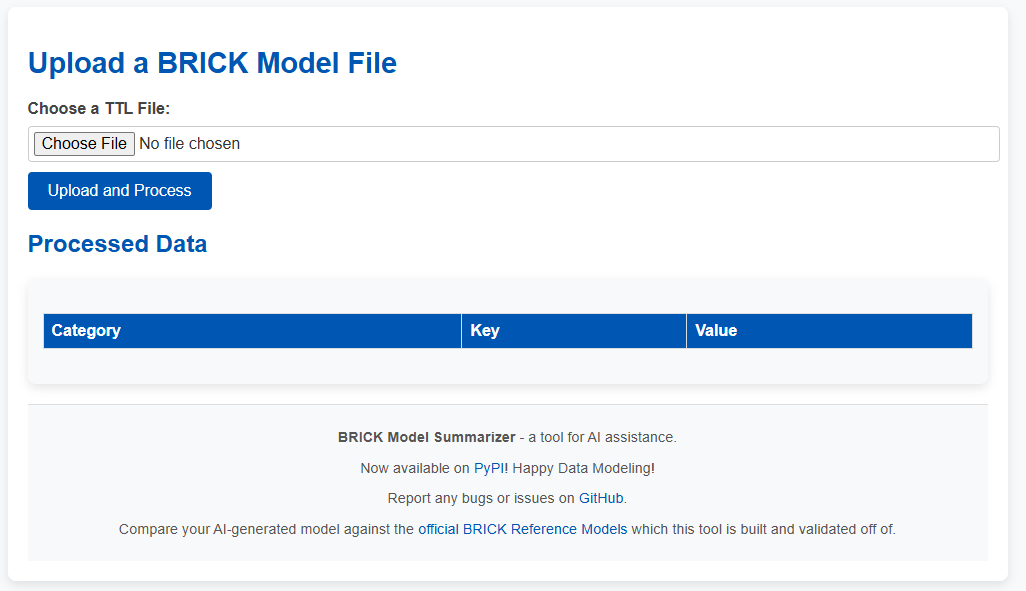 Upload a BRICK Model File
Choose a TTL File:
Choose File No file chosen
Upload and Process
Processed Data
Category Key Value
BRICK Model Summarizer - a tool for AI assistance.
Now available on PyPI! Happy Data Modeling!
Report any bugs or issues on GitHub.
Compare your AI-generated model against the official BRICK Reference Models which this tool is built and validated off of.